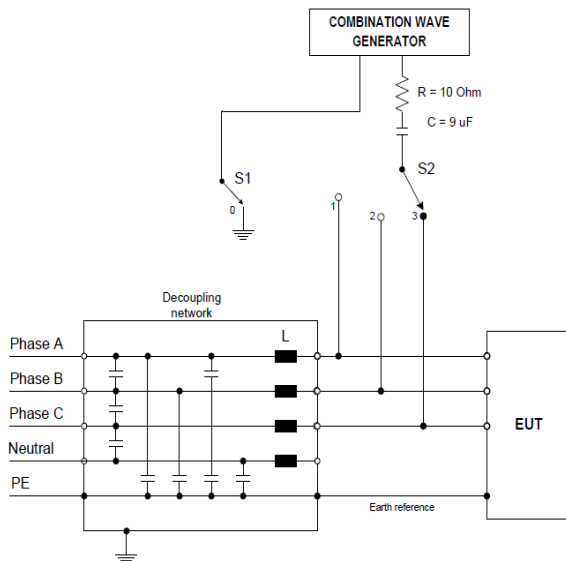 COMBINATION WAVE
GENERATOR
R = 10 Ohm
C = 9 uF
S1
S2
0
1
2
3
Decoupling
network
L
Phase A
Phase B
Phase C
Neutral
PE
EUT
Earth reference